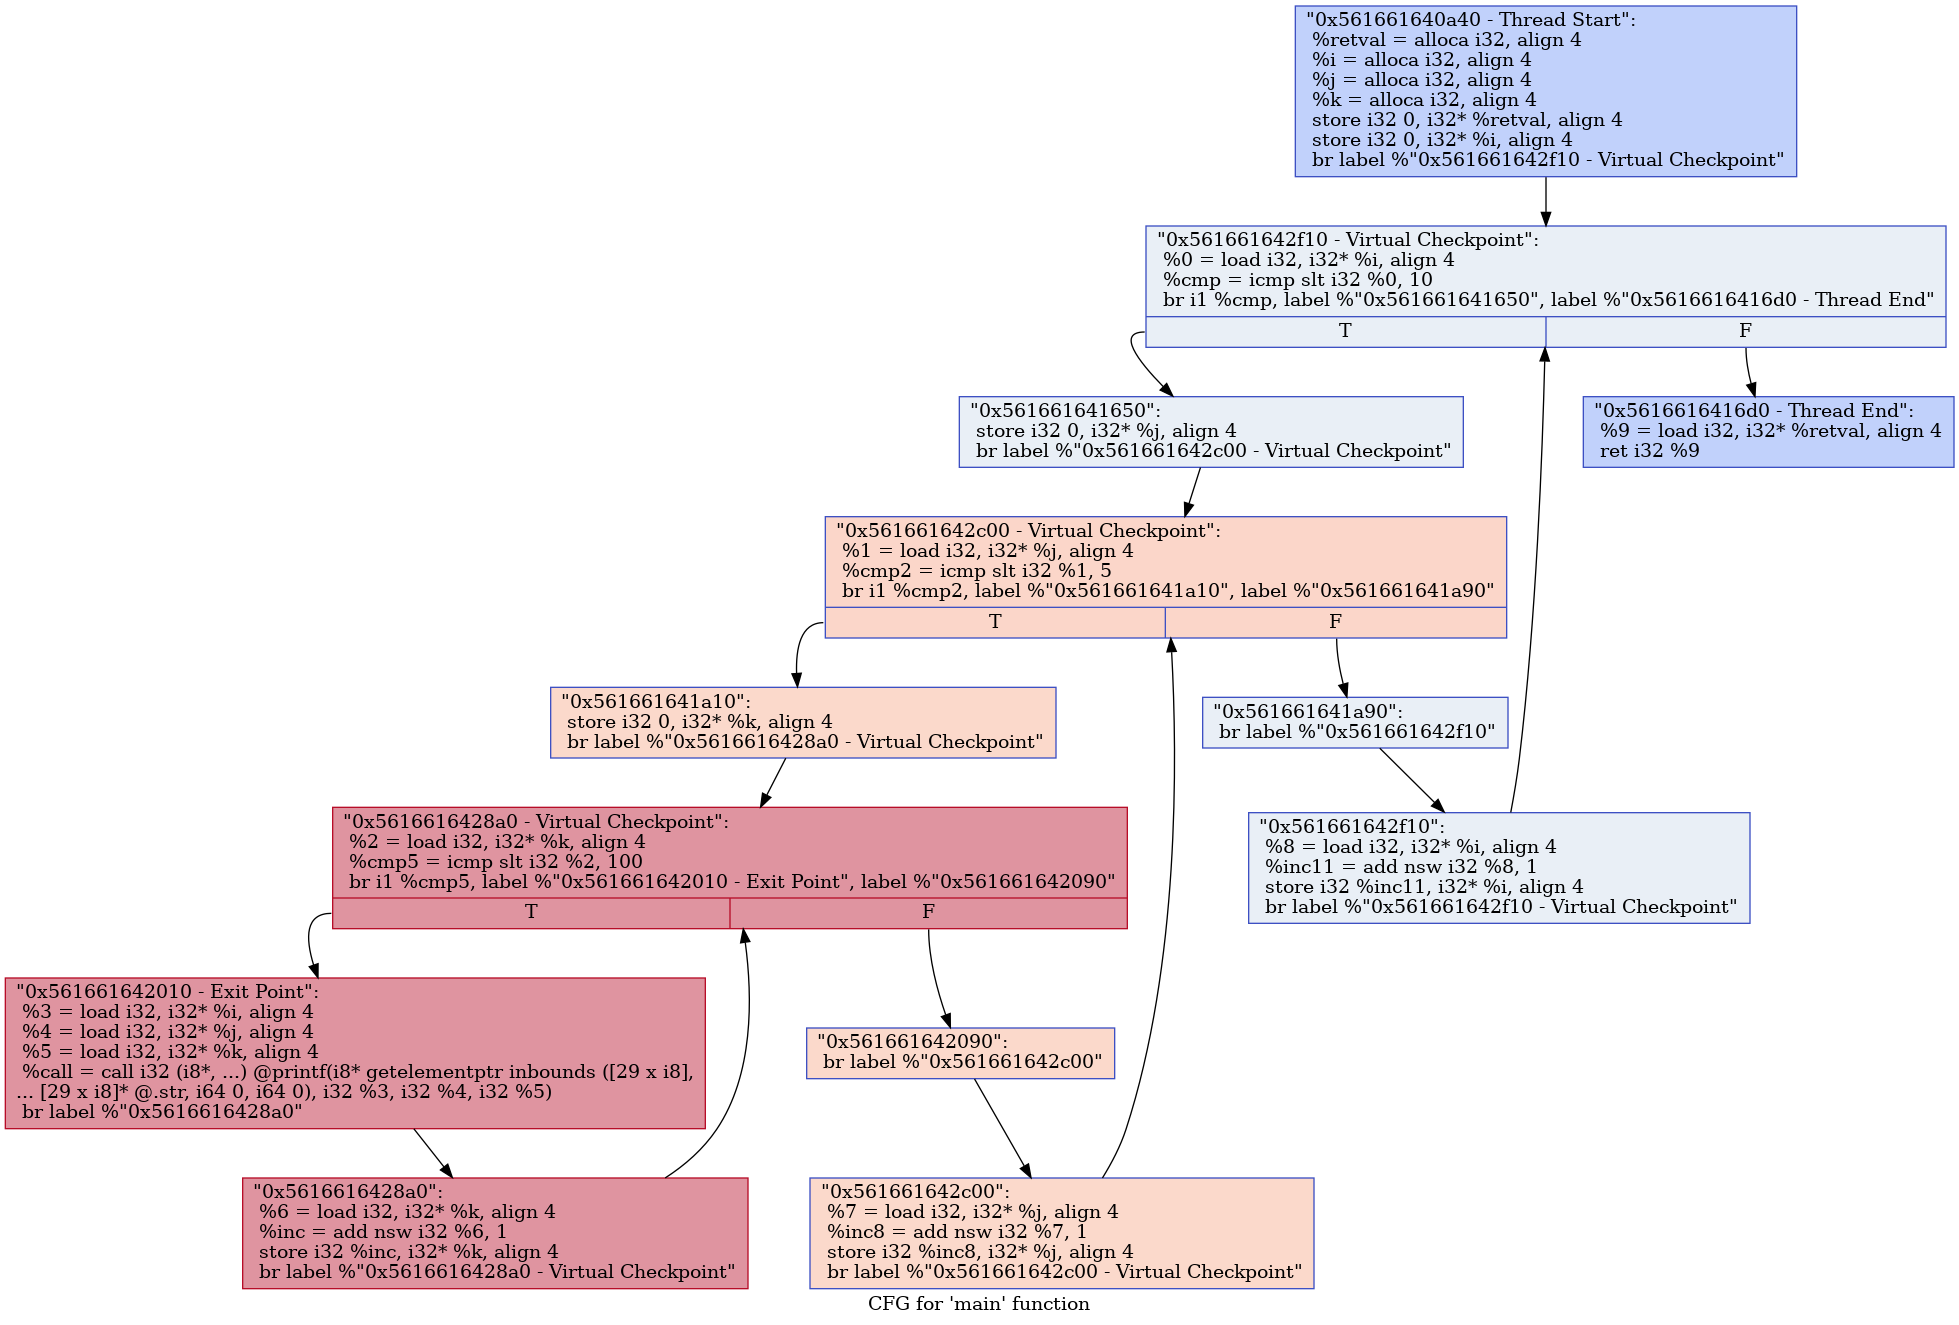 "0x561661640a40 - Thread Start":
%retval = alloca i32, align 4
%i = alloca i32, align 4
%j = alloca i32, align 4
%k = alloca i32, align 4
store i32 0, i32* %retval, align 4
store i32 0, i32* %i, align 4
br label %"0x561661642f10 - Virtual Checkpoint"
"0x561661642f10 - Virtual Checkpoint":
%0 = load i32, i32* %i, align 4
%cmp = icmp slt i32 %0, 10
br i1 %cmp, label %"0x561661641650", label %"0x5616616416d0 - Thread End"
T
F
"0x561661641650":
store i32 0, i32* %j, align 4
br label %"0x561661642c00 - Virtual Checkpoint"
"0x5616616416d0 - Thread End":
%9 = load i32, i32* %retval, align 4
ret i32 %9
"0x561661642c00 - Virtual Checkpoint":
%1 = load i32, i32* %j, align 4
%cmp2 = icmp slt i32 %1, 5
br i1 %cmp2, label %"0x561661641a10", label %"0x561661641a90"
T
F
"0x561661641a10":
store i32 0, i32* %k, align 4
br label %"0x5616616428a0 - Virtual Checkpoint"
"0x561661641a90":
br label %"0x561661642f10"
"0x5616616428a0 - Virtual Checkpoint":
%2 = load i32, i32* %k, align 4
%cmp5 = icmp slt i32 %2, 100
br i1 %cmp5, label %"0x561661642010 - Exit Point", label %"0x561661642090"
T
F
"0x561661642f10":
%8 = load i32, i32* %i, align 4
%inc11 = add nsw i32 %8, 1
store i32 %inc11, i32* %i, align 4
br label %"0x561661642f10 - Virtual Checkpoint"
"0x561661642010 - Exit Point":
%3 = load i32, i32* %i, align 4
%4 = load i32, i32* %j, align 4
%5 = load i32, i32* %k, align 4
%call = call i32 (i8*, ...) @printf(i8* getelementptr inbounds ([29 x i8],
... [29 x i8]* @.str, i64 0, i64 0), i32 %3, i32 %4, i32 %5)
br label %"0x5616616428a0"
"0x561661642090":
br label %"0x561661642c00"
"0x5616616428a0":
%6 = load i32, i32* %k, align 4
%inc = add nsw i32 %6, 1
store i32 %inc, i32* %k, align 4
br label %"0x5616616428a0 - Virtual Checkpoint"
"0x561661642c00":
%7 = load i32, i32* %j, align 4
%inc8 = add nsw i32 %7, 1
store i32 %inc8, i32* %j, align 4
br label %"0x561661642c00 - Virtual Checkpoint"
CFG for 'main' function